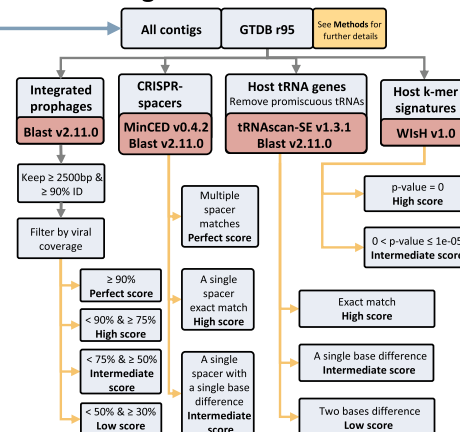 All contigs
GTDB r95
See Methods for
further details
Integrated
prophages
Blast v2.11.0
CRISPR-
spacers
MinCED v0.4.2
Blast v2.11.0
Host tRNA genes
Remove promiscuous tRNAs
tRNAscan-SE v1.3.1
Blast v2.11.0
Host k-mer
signatures
WIsH v1.0
Keep ≥ 2500bp &
≥ 90% ID
Filter by viral
coverage
≥ 90%
Perfect score
< 90% & ≥ 75%
High score
< 75% & ≥ 50%
Intermediate
score
< 50% & ≥ 30%
Low score
Multiple
spacer
matches
Perfect score
A single
spacer
exact match
High score
A single
spacer with
a single base
difference
Intermediate
score
Exact match
High score
A single base difference
Intermediate score
Two bases difference
Low score
p-value = 0
High score
0 < p-value ≤ 1e-05
Intermediate score